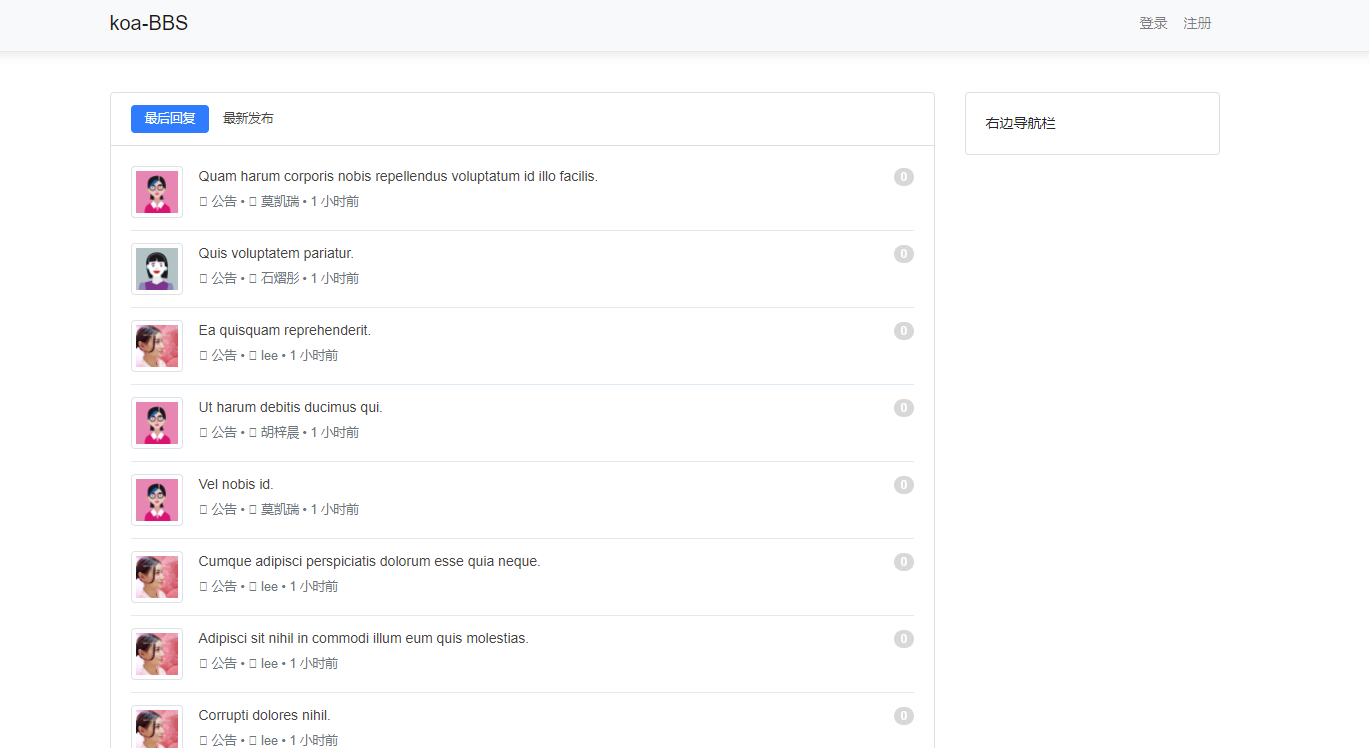 koa-BBS
登录 注册
最后回复 最新发布
右边导航栏
Quam harum corporis nobis repellendus voluptatum id illo facilis.
0
公告 • 莫凯瑞 • 1 小时前
Quis voluptatem pariatur.
0
公告 • 石熠彤 • 1 小时前
Ea quisquam reprehenderit.
0
公告 • lee • 1 小时前
Ut harum debitis ducimus qui.
0
公告 • 胡梓晨 • 1 小时前
Vel nobis id.
0
公告 • 莫凯瑞 • 1 小时前
Cumque adipisci perspiciatis dolorum esse quia neque.
0
公告 • lee • 1 小时前
Adipisci sit nihil in commodi illum eum quis molestias.
0
公告 • lee • 1 小时前
Corrupti dolores nihil.
0
公告 • lee • 1 小时前